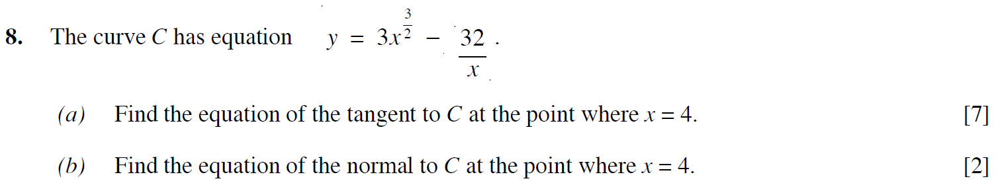 8. The curve C has equation y = 3x^{\frac{3}{2}} − \frac{32}{x} .
(a) Find the equation of the tangent to C at the point where x = 4. [7]
(b) Find the equation of the normal to C at the point where x = 4. [2]